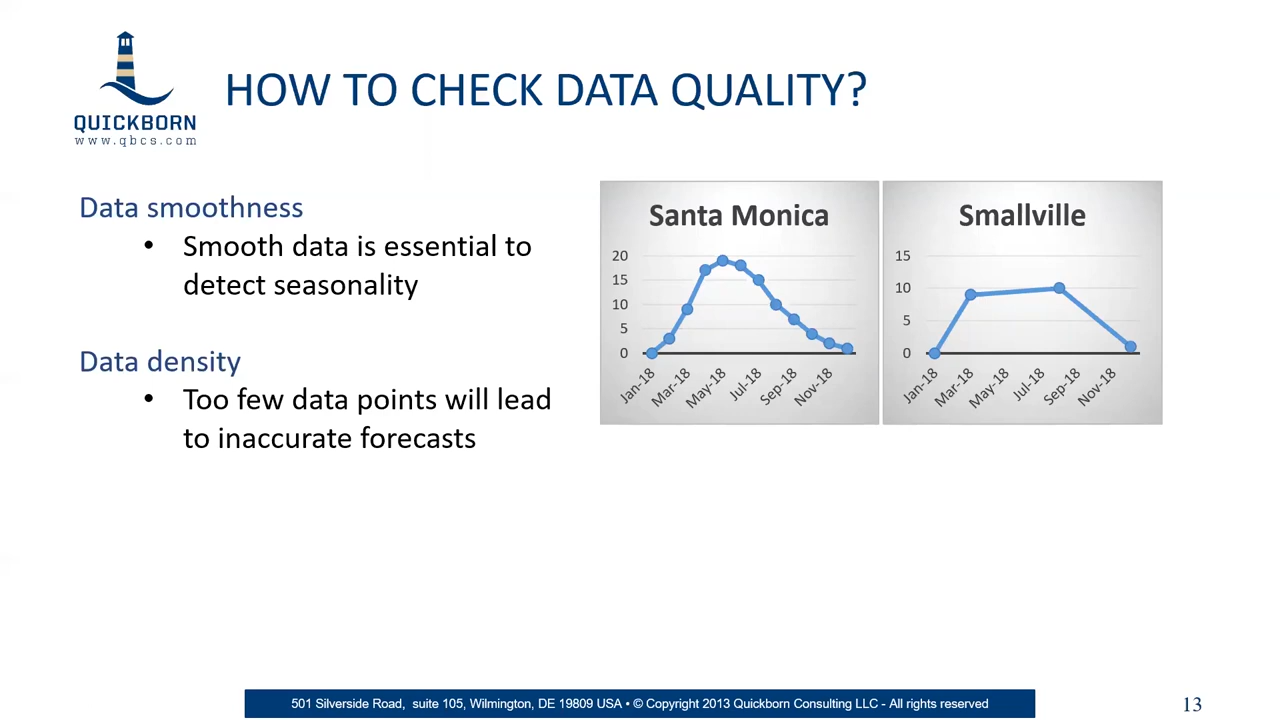 QUICKBORN
www.qbcs.com
HOW TO CHECK DATA QUALITY?
Data smoothness
• Smooth data is essential to
detect seasonality
Data density
• Too few data points will lead
to inaccurate forecasts
Santa Monica
20
15
10
5
0
Jan-18
Mar-18
May-18
Jul-18
Sep-18
Nov-18
Smallville
15
10
5
0
Jan-18
Mar-18
May-18
Jul-18
Sep-18
Nov-18
501 Silverside Road, suite 105, Wilmington, DE 19809 USA • © Copyright 2013 Quickborn Consulting LLC - All rights reserved
13